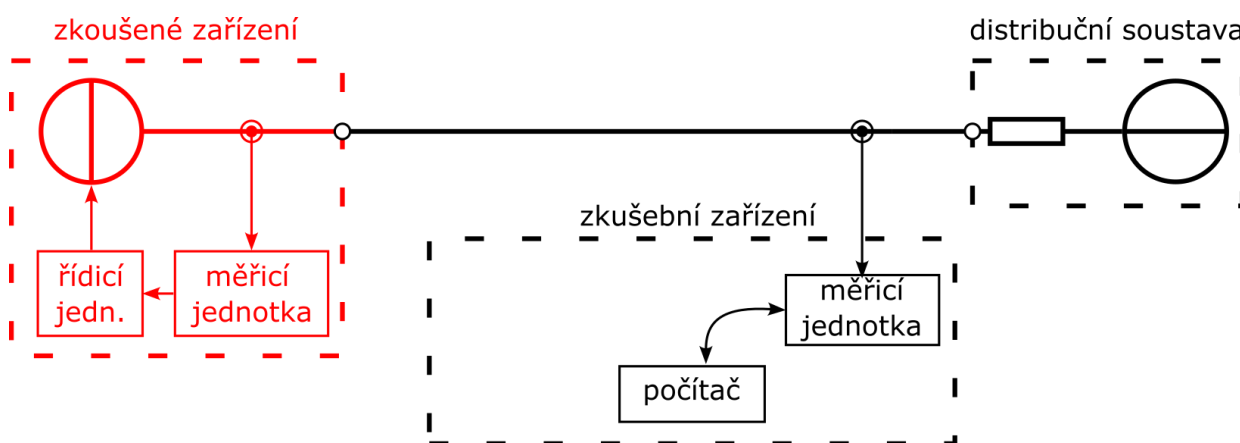 zkoušené zařízení
distribuční soustava
zkušební zařízení
řídicí
jedn.
měřicí
jednotka
měřicí
jednotka
počítač